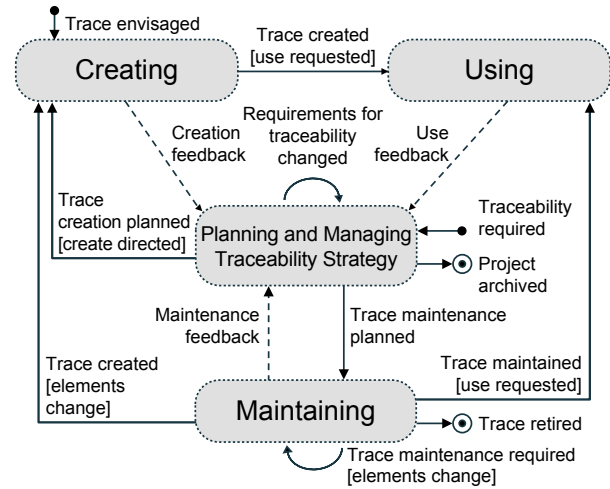 Trace envisaged
Creating
Trace created
[use requested]
Using
Creation
feedback
Requirements for
traceability
changed
Use
feedback
Trace
creation planned
[create directed]
Planning and Managing
Traceability Strategy
Traceability
required
Project
archived
Maintenance
feedback
Trace maintenance
planned
Trace created
[elements
change]
Trace maintained
[use requested]
Maintaining
Trace retired
Trace maintenance required
[elements change]